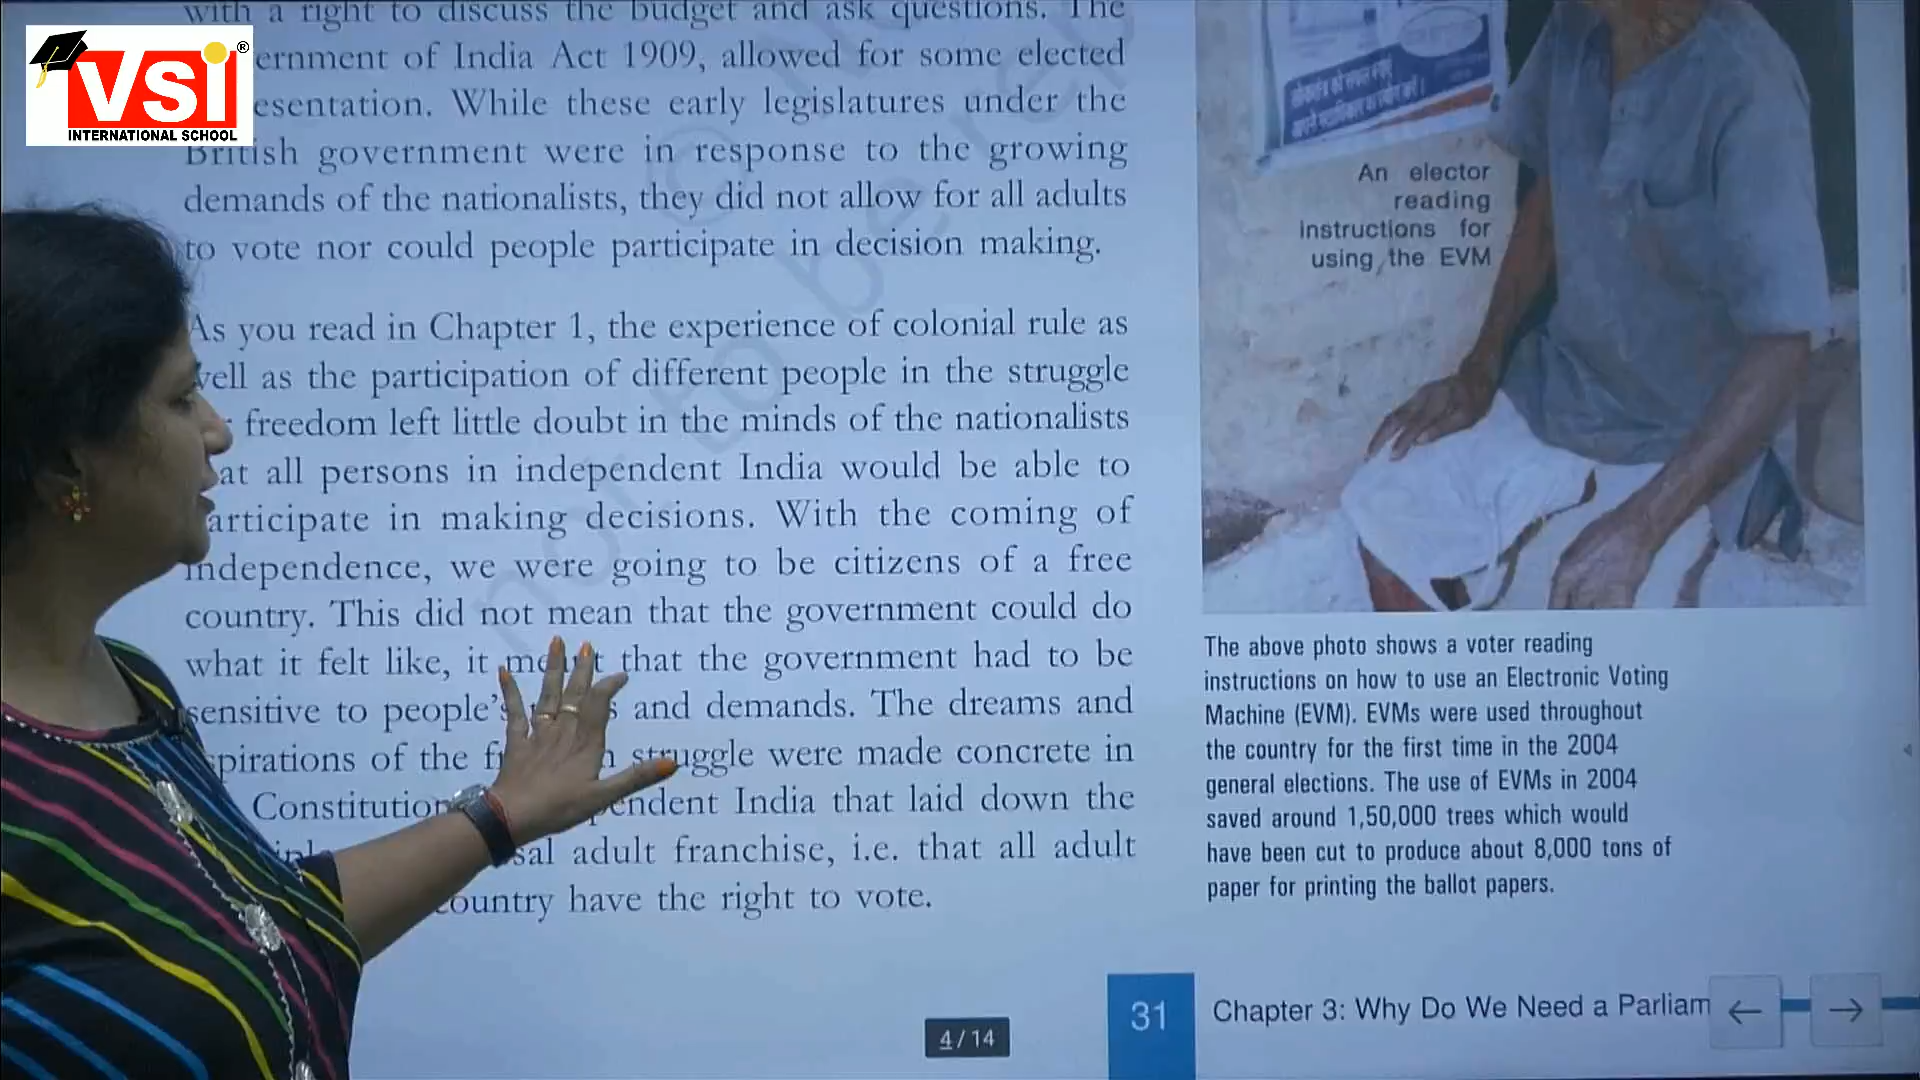 with a right to discuss the budget and ask questions. The
ernment of India Act 1909, allowed for some elected
esentation. While these early legislatures under the
British government were in response to the growing
demands of the nationalists, they did not allow for all adults
to vote nor could people participate in decision making.
As you read in Chapter 1, the experience of colonial rule as
well as the participation of different people in the struggle
freedom left little doubt in the minds of the nationalists
at all persons in independent India would be able to
articipate in making decisions. With the coming of
independence, we were going to be citizens of a free
country. This did not mean that the government could do
what it felt like, it meant that the government had to be
sensitive to people's and demands. The dreams and
spirations of the struggle were made concrete in
Constitution pendent India that laid down the
sal adult franchise, i.e. that all adult
country have the right to vote.
VSI ®
INTERNATIONAL SCHOOL
An elector
reading
instructions for
using the EVM
The above photo shows a voter reading
instructions on how to use an Electronic Voting
Machine (EVM). EVMs were used throughout
the country for the first time in the 2004
general elections. The use of EVMs in 2004
saved around 1,50,000 trees which would
have been cut to produce about 8,000 tons of
paper for printing the ballot papers.
31
Chapter 3: Why Do We Need a Parliam
4 / 14